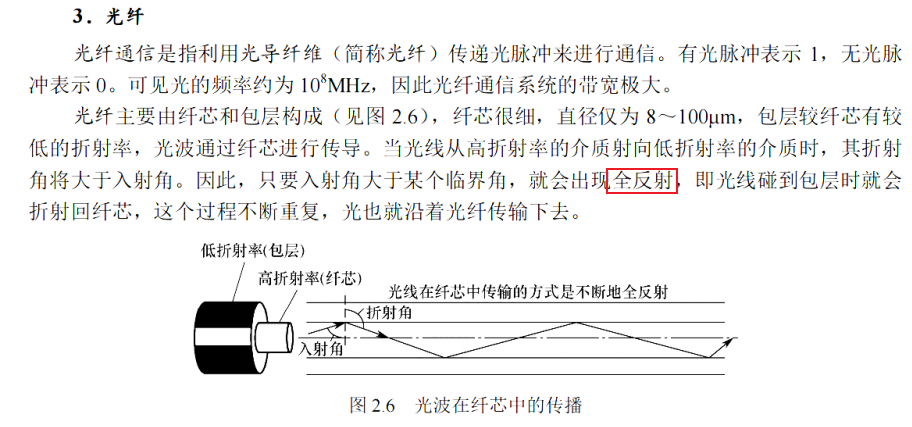 3．光纤
光纤通信是指利用光导纤维（简称光纤）传递光脉冲来进行通信。有光脉冲表示 1，无光脉
冲表示 0。可见光的频率约为 10⁸MHz，因此光纤通信系统的带宽极大。
光纤主要由纤芯和包层构成（见图 2.6），纤芯很细，直径仅为 8～100μm，包层较纤芯有较
低的折射率，光波通过纤芯进行传导。当光线从高折射率的介质射向低折射率的介质时，其折射
角将大于入射角。因此，只要入射角大于某个临界角，就会出现全反射，即光线碰到包层时就会
折射回纤芯，这个过程不断重复，光也就沿着光纤传输下去。
低折射率(包层)
高折射率(纤芯)
光线在纤芯中传输的方式是不断地全反射
折射角
入射角
图 2.6 光波在纤芯中的传播